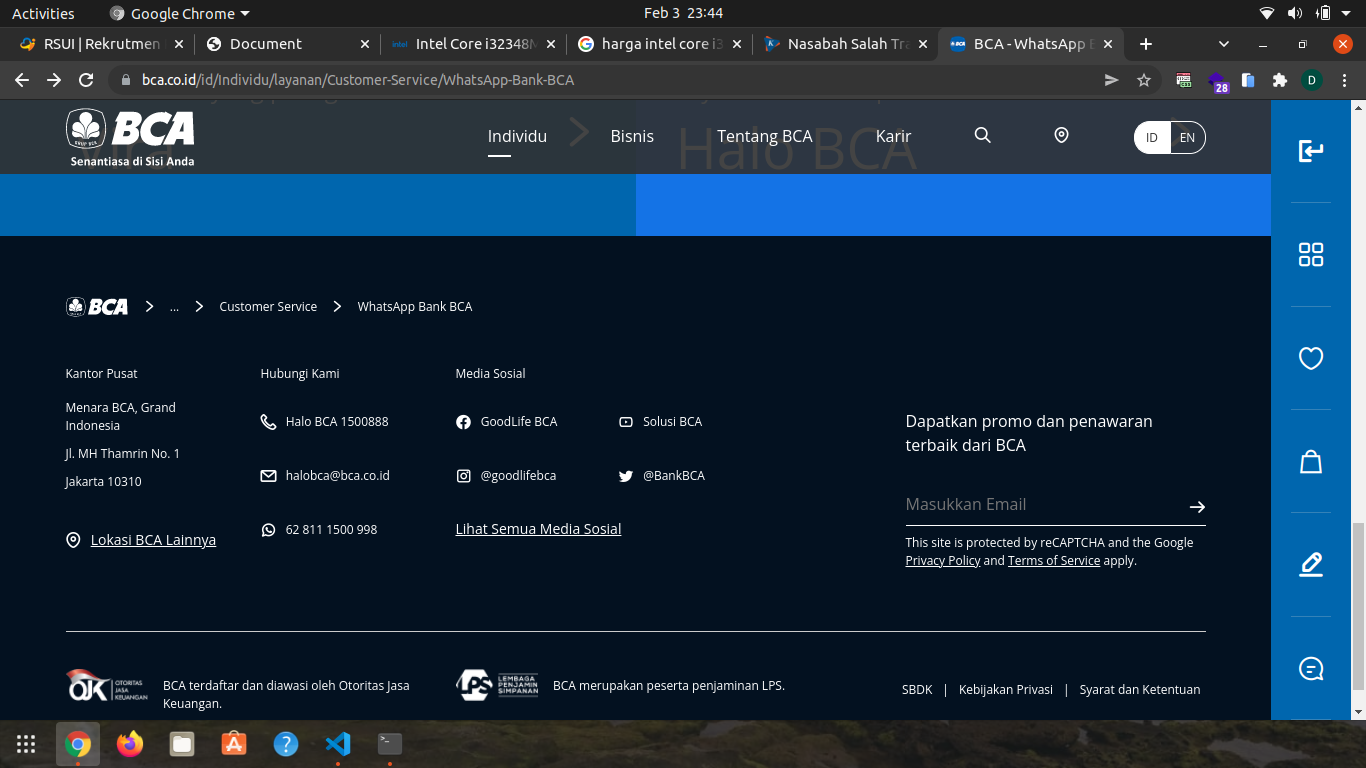 Activities
Google Chrome
Feb 3 23:44
RSUI | Rekrutmen
Document
Intel Core i32348M
harga intel core i3
Nasabah Salah Tra
BCA - WhatsApp B
bca.co.id/id/Individu/layanan/Customer-Service/WhatsApp-Bank-BCA
28
D
BCA
Senantiasa di Sisi Anda
Individu
Bisnis
Tentang BCA
Karir
ID
EN
Vira
Halo BCA
BCA
...
Customer Service
WhatsApp Bank BCA
Kantor Pusat
Menara BCA, Grand
Indonesia
Jl. MH Thamrin No. 1
Jakarta 10310
Lokasi BCA Lainnya
Hubungi Kami
Halo BCA 1500888
halobca@bca.co.id
62 811 1500 998
Media Sosial
GoodLife BCA
Solusi BCA
@goodlifebca
@BankBCA
Lihat Semua Media Sosial
Dapatkan promo dan penawaran
terbaik dari BCA
Masukkan Email
This site is protected by reCAPTCHA and the Google
Privacy Policy and Terms of Service apply.
OJK OTORITAS
JASA
KEUANGAN
BCA terdaftar dan diawasi oleh Otoritas Jasa
Keuangan.
LPS LEMBAGA
PENJAMIN
SIMPANAN
BCA merupakan peserta penjaminan LPS.
SBDK | Kebijakan Privasi | Syarat dan Ketentuan